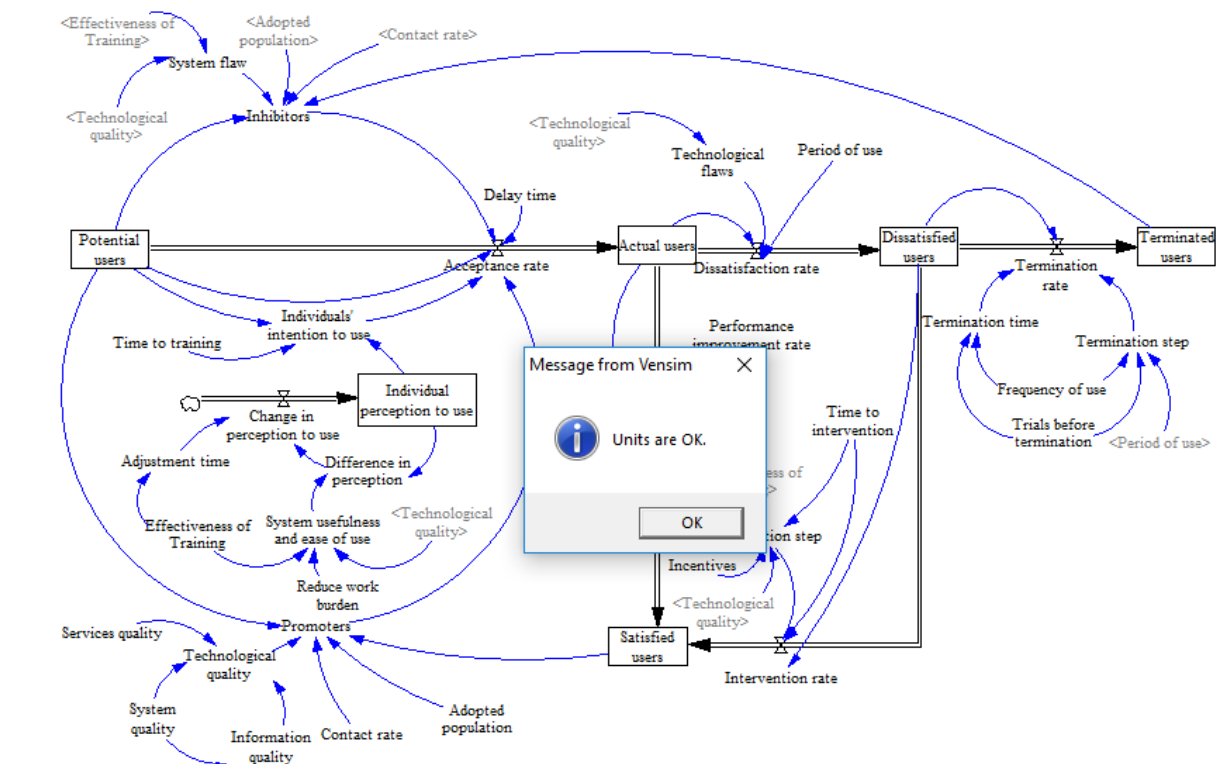 <Effectiveness of
Training>
<Adopted
population>
<Contact rate>
System flaw
<Technological
quality>
Inhibitors
<Technological
quality>
Technological
flaws
Period of use
Delay time
Potential
users
Acceptance rate
Actual users
Dissatisfaction rate
Dissatisfied
users
Termination
rate
Terminated
users
Individuals'
intention to use
Time to training
Performance
improvement rate
Termination time
Termination step
Frequency of use
Trials before
termination
<Period of use>
Message from Vensim
Units are OK.
OK
Individual
perception to use
Change in
perception to use
Adjustment time
Difference in
perception
Time to
intervention
Effectiveness of
Training
System usefulness
and ease of use
<Technological
quality>
ess of
>
ion step
Incentives
<Technological
quality>
Reduce work
burden
Promoters
Services quality
Technological
quality
Satisfied
users
Intervention rate
System
quality
Information
quality
Contact rate
Adopted
population